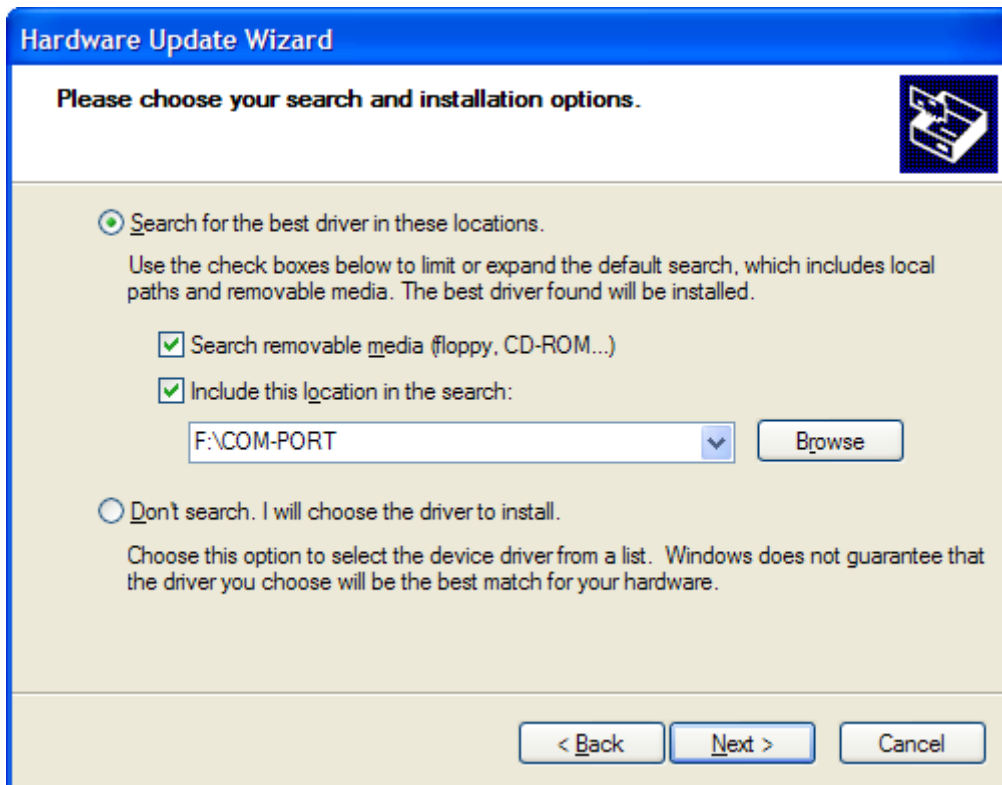 Hardware Update Wizard
Please choose your search and installation options.
Search for the best driver in these locations.
Use the check boxes below to limit or expand the default search, which includes local
paths and removable media. The best driver found will be installed.
Search removable media (floppy, CD-ROM...)
Include this location in the search:
F:\COM-PORT
Browse
Don't search. I will choose the driver to install.
Choose this option to select the device driver from a list.  Windows does not guarantee that
the driver you choose will be the best match for your hardware.
< Back
Next >
Cancel